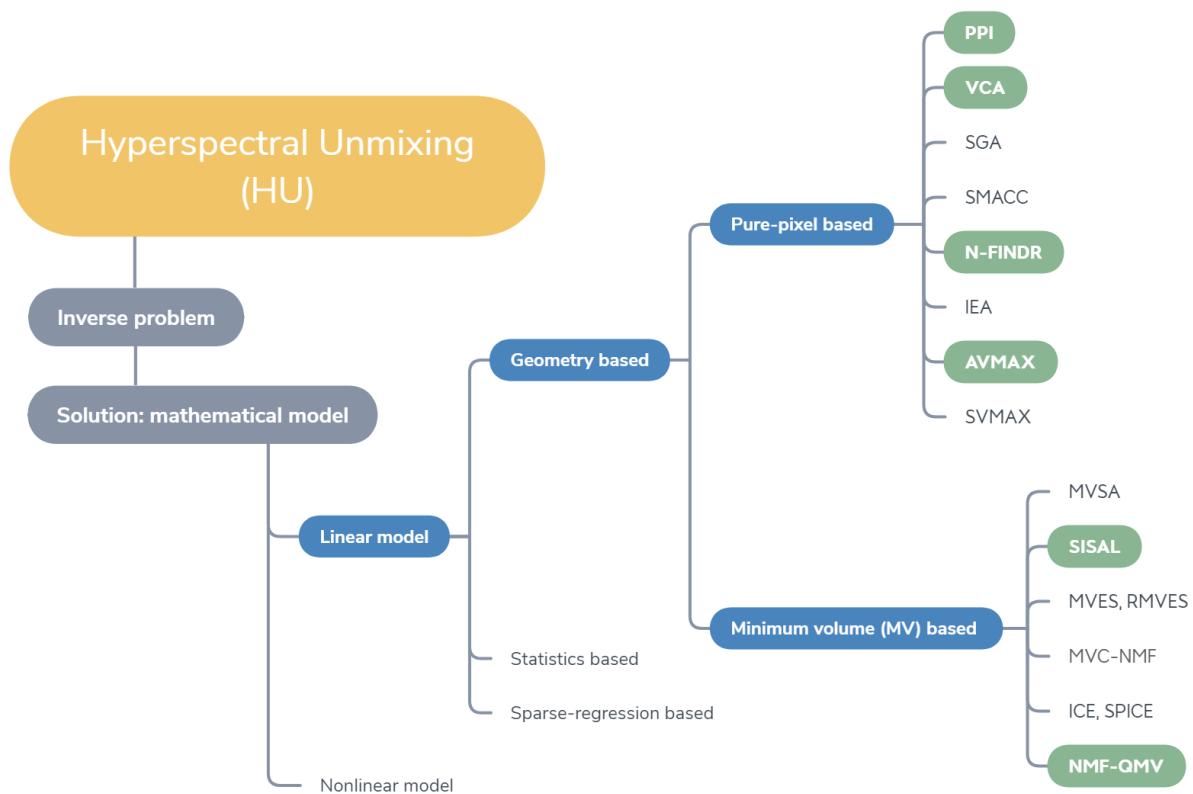 Hyperspectral Unmixing
(HU)
Inverse problem
Solution: mathematical model
Linear model
Nonlinear model
Geometry based
Statistics based
Sparse-regression based
Pure-pixel based
PPI
VCA
SGA
SMACC
N-FINDR
IEA
AVMAX
SVMAX
Minimum volume (MV) based
MVSA
SISAL
MVES, RMVES
MVC-NMF
ICE, SPICE
NMF-QMV